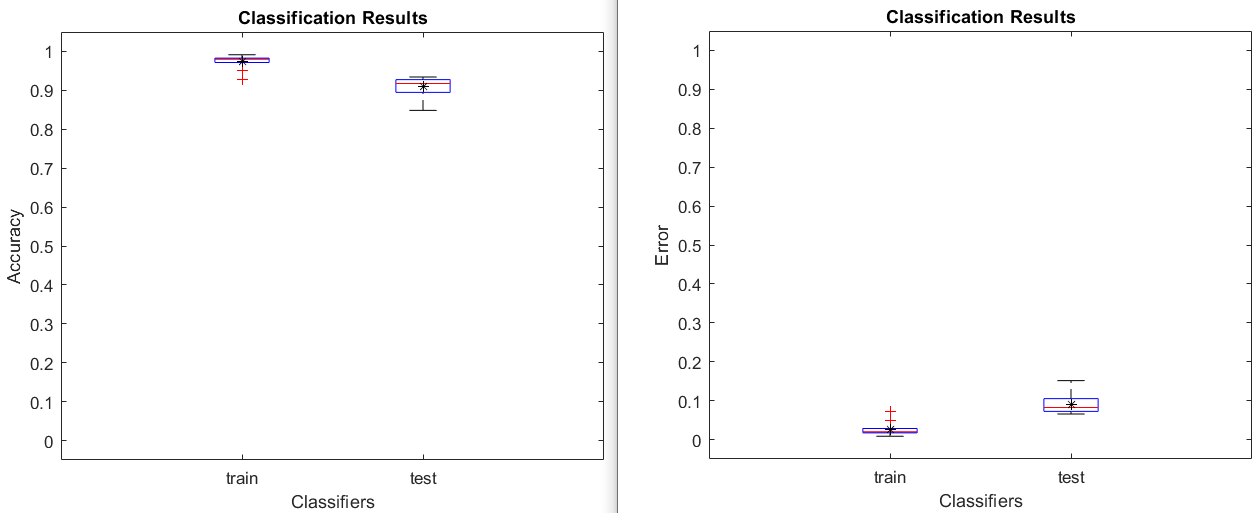 Classification Results
1
0.9
0.8
0.7
0.6
0.5
0.4
0.3
0.2
0.1
0
Accuracy
train test
Classifiers
Classification Results
1
0.9
0.8
0.7
0.6
0.5
0.4
0.3
0.2
0.1
0
Error
train test
Classifiers